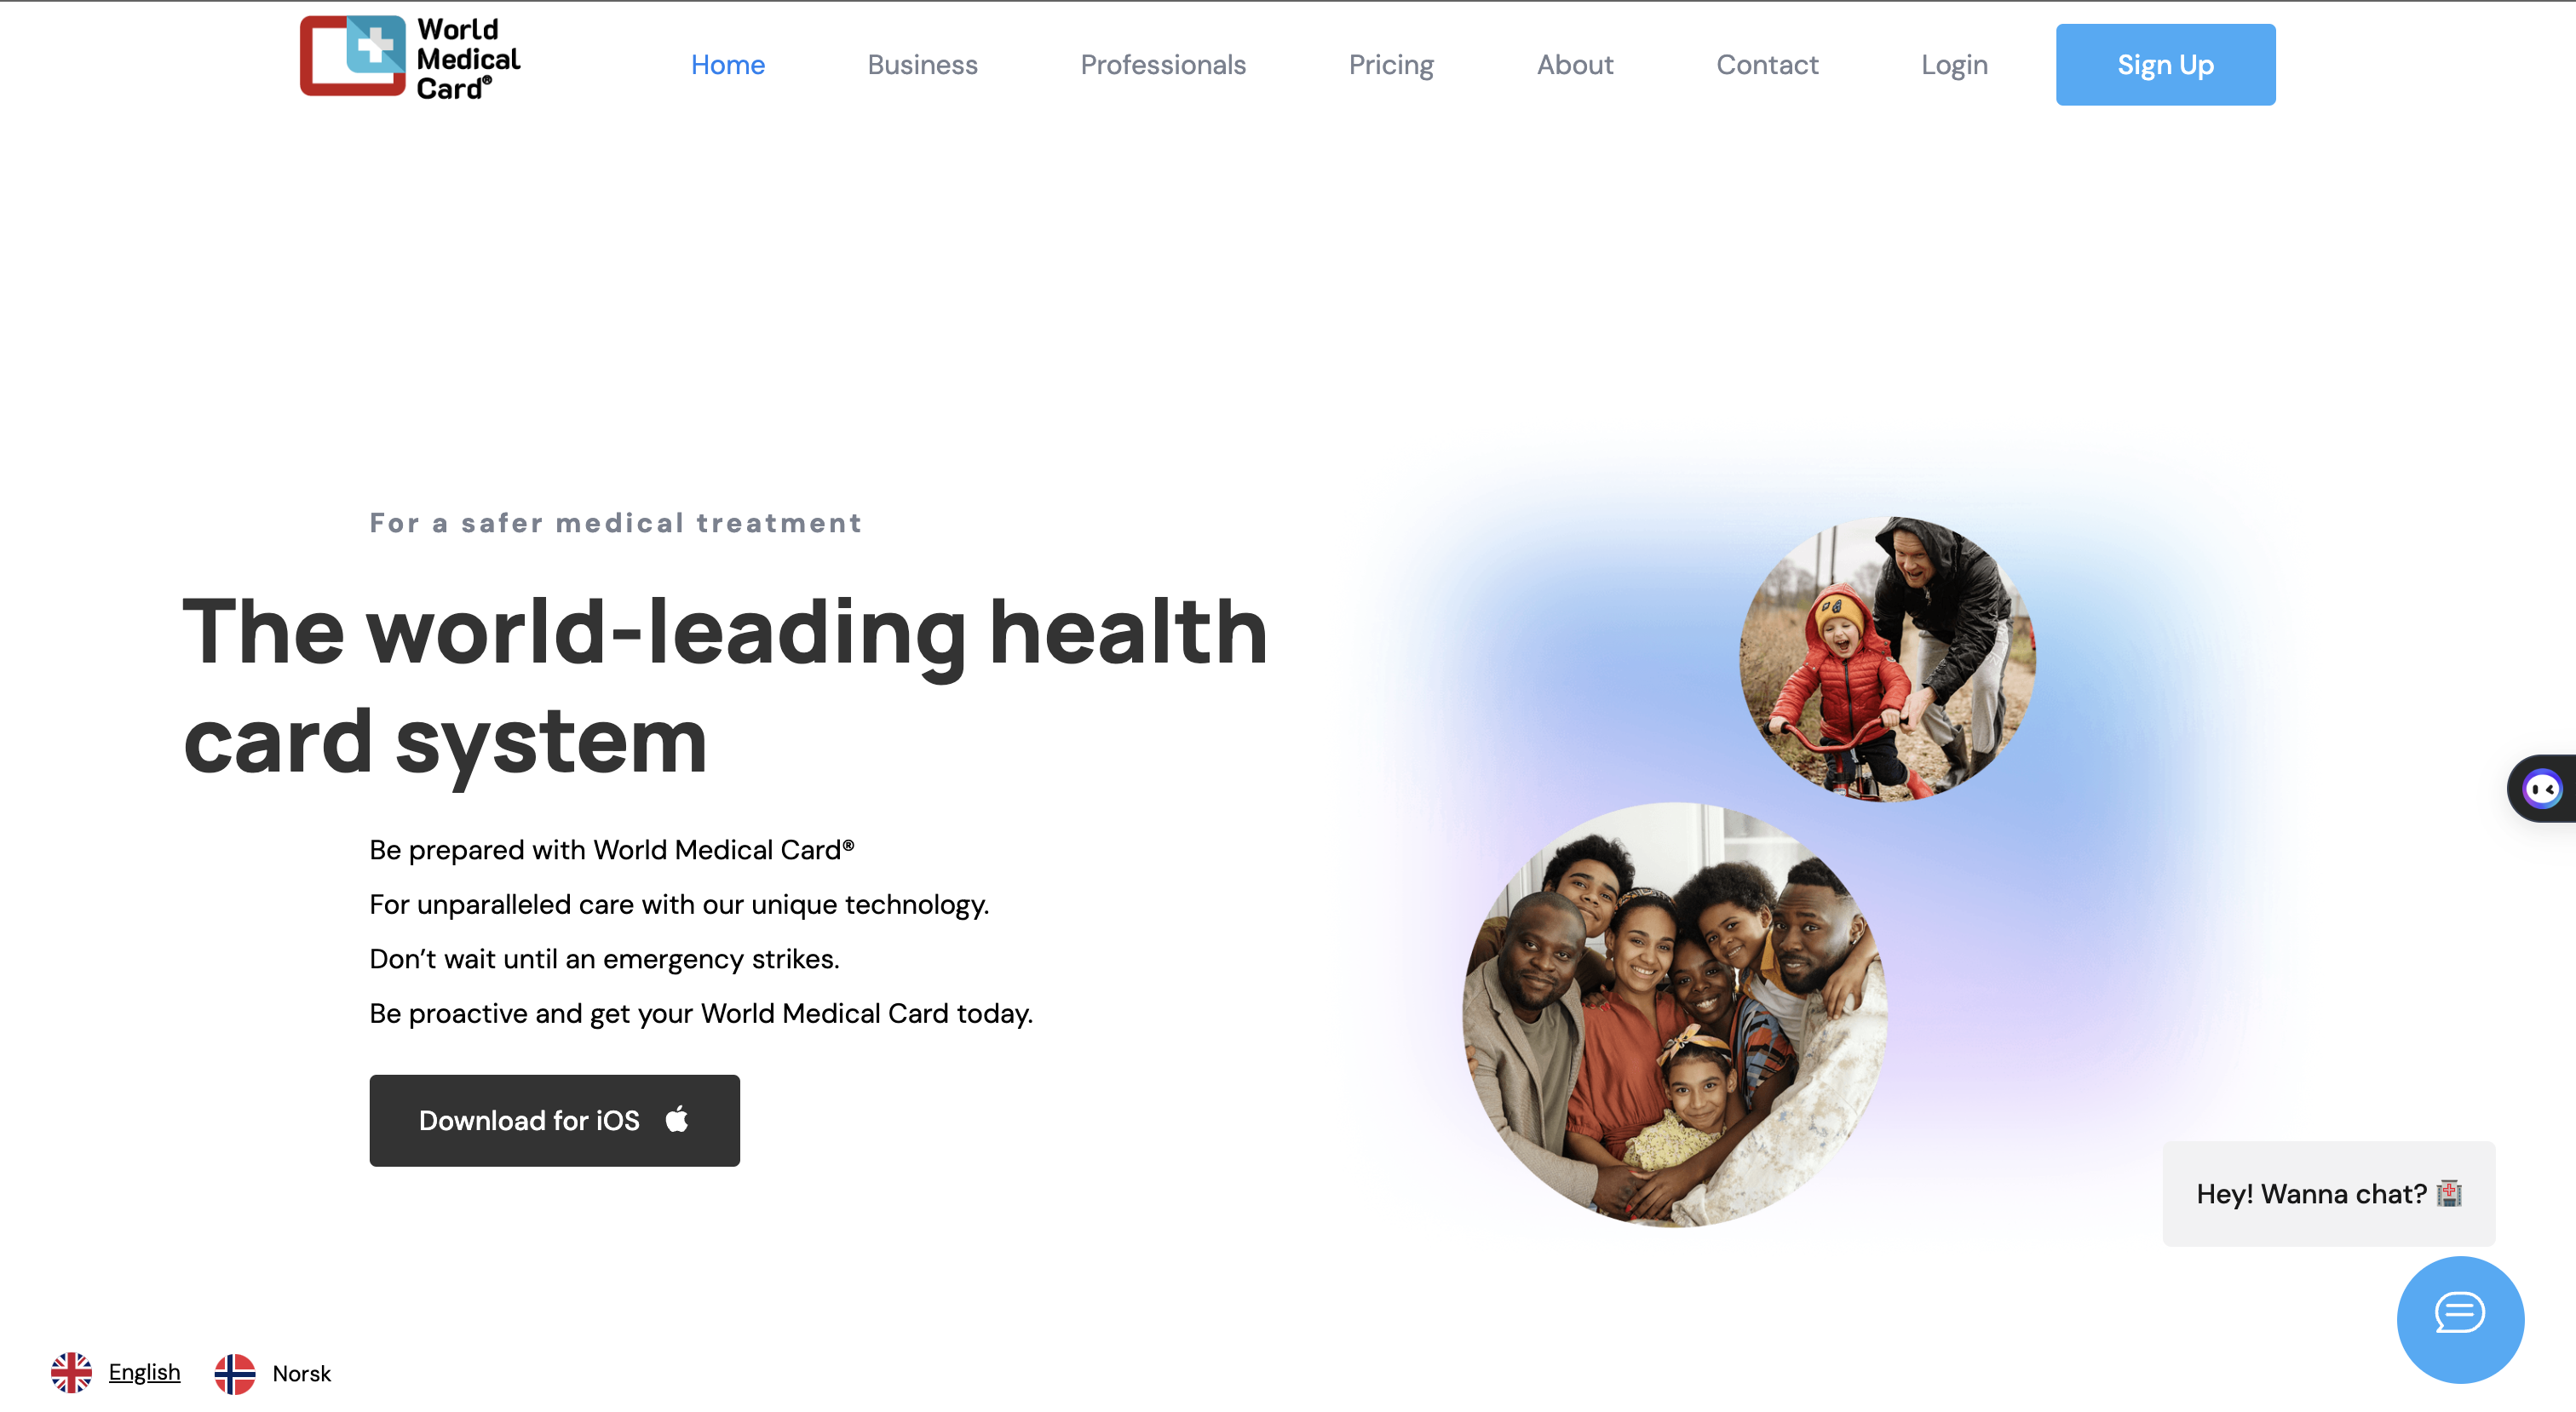 World
Medical
Card®
Home
Business
Professionals
Pricing
About
Contact
Login
Sign Up
For a safer medical treatment
The world-leading health
card system
Be prepared with World Medical Card®
For unparalleled care with our unique technology.
Don’t wait until an emergency strikes.
Be proactive and get your World Medical Card today.
Download for iOS
Hey! Wanna chat? 🏥
English
Norsk